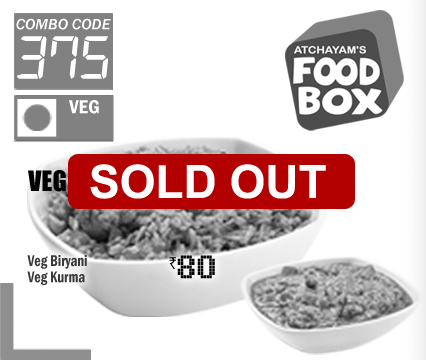 COMBO CODE
375
VEG
ATCHAYAM'S
FOOD
BOX
VEG
SOLD OUT
Veg Biryani
₹80
Veg Kurma